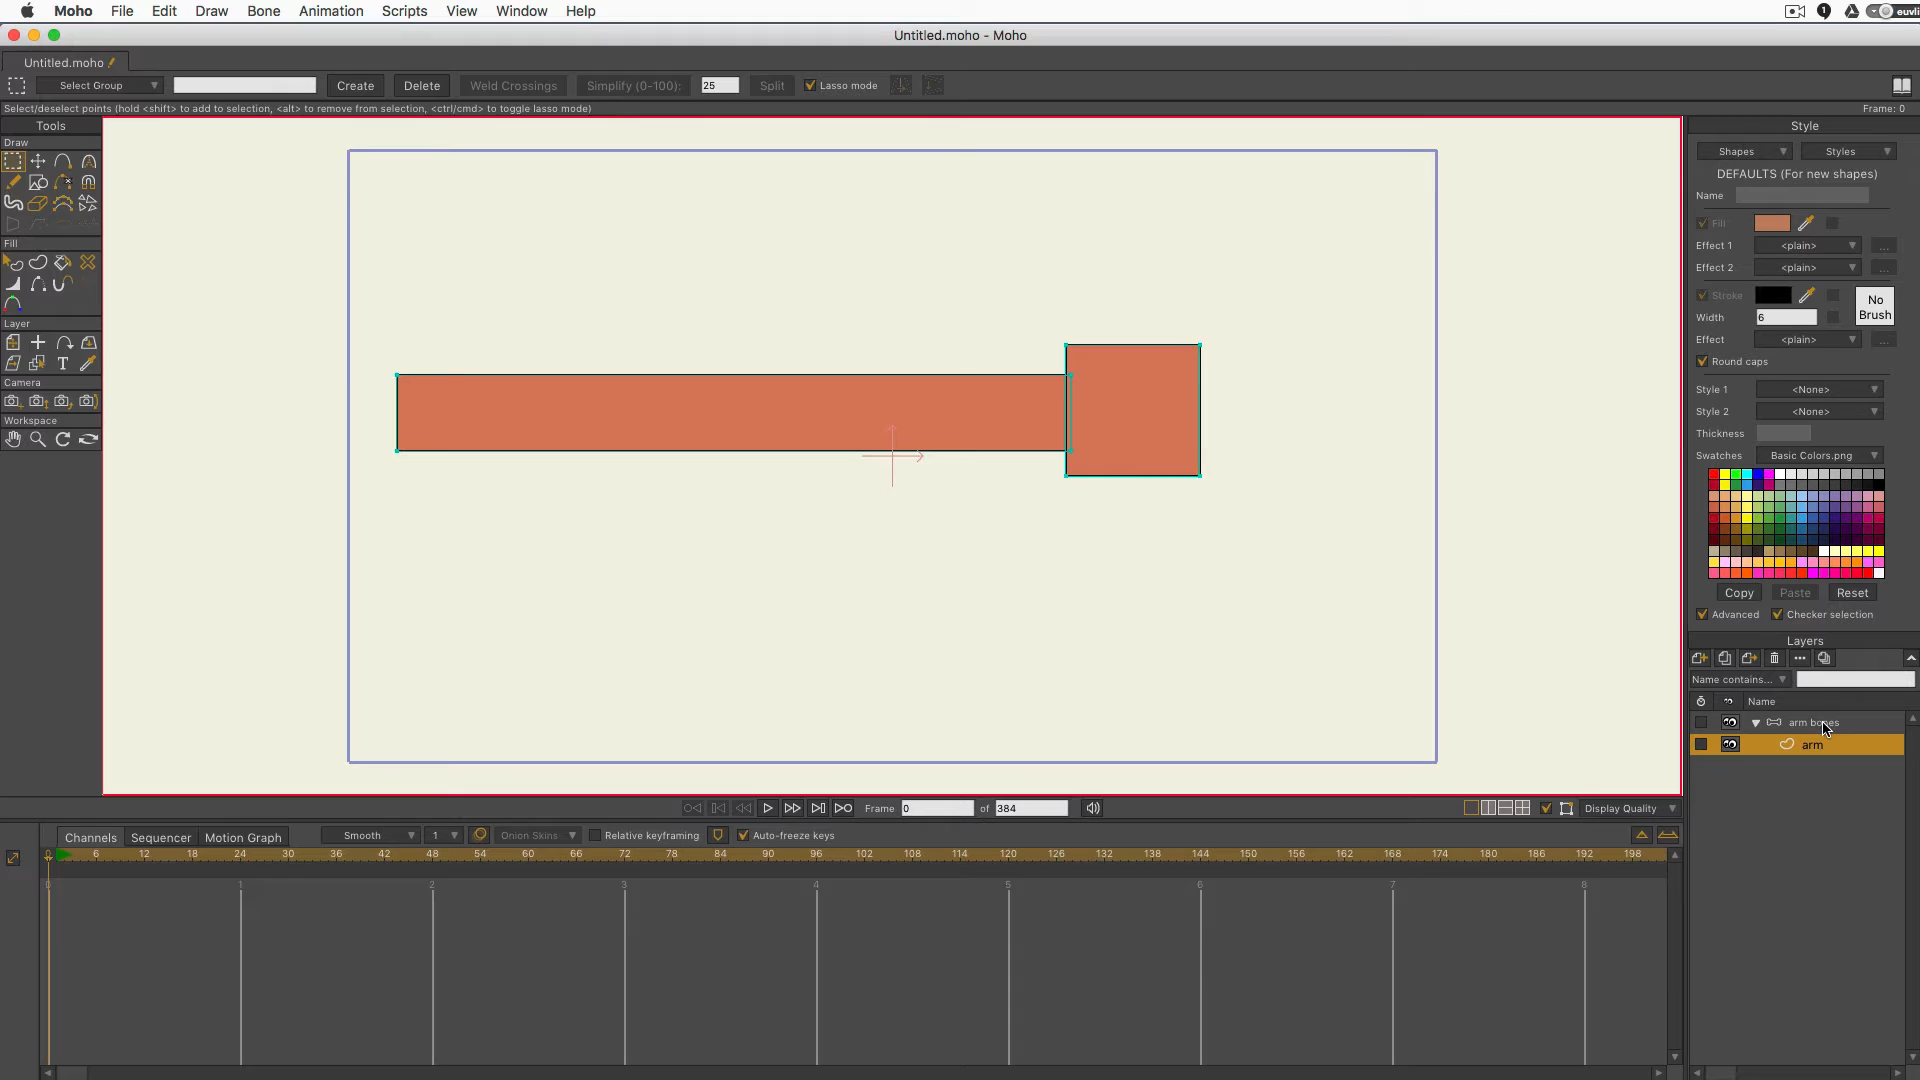 Moho File Edit Draw Bone Animation Scripts View Window Help
euvli
Untitled.moho - Moho
Untitled.moho
Select Group Create Delete Weld Crossings Simplify (0-100): 25 Split Lasso mode
Select/deselect points (hold <shift> to add to selection, <alt> to remove from selection, <ctrl/cmd> to toggle lasso mode) Frame: 0
Tools
Draw
Fill
Layer
Camera
Workspace
Style
Shapes Styles
DEFAULTS (For new shapes)
Name
Fill
Effect 1 <plain> ...
Effect 2 <plain> ...
Stroke
No Brush
Width 6
Effect <plain> ...
Round caps
Style 1 <None>
Style 2 <None>
Thickness
Swatches Basic Colors.png
Copy Paste Reset
Advanced Checker selection
Layers
Name contains...
Name
arm bones
arm
Frame 0 of 384 Display Quality
Channels Sequencer Motion Graph Smooth 1 Onion Skins Relative keyframing Auto-freeze keys
0 6 12 18 24 30 36 42 48 54 60 66 72 78 84 90 96 102 108 114 120 126 132 138 144 150 156 162 168 174 180 186 192 198
0 1 2 3 4 5 6 7 8